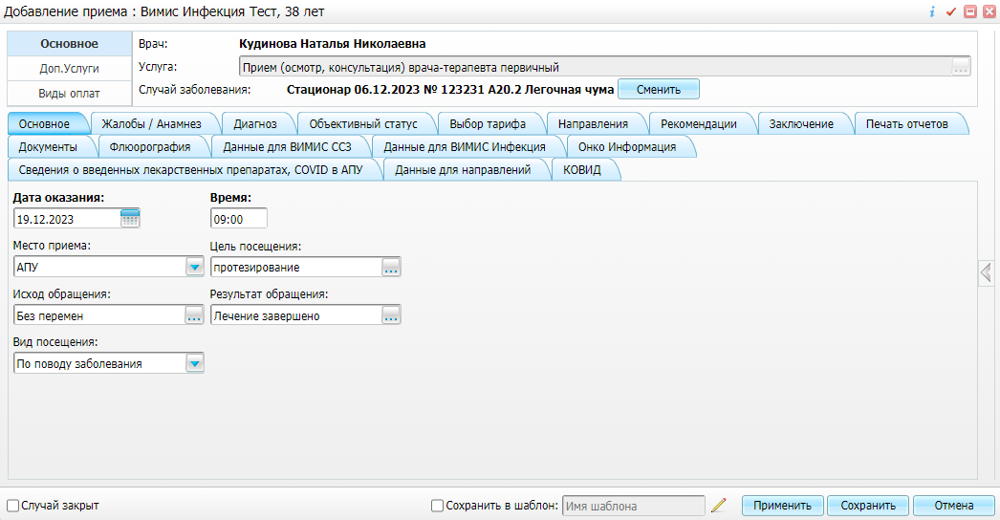 Добавление приема : Вимис Инфекция Тест, 38 лет
Основное
Доп.Услуги
Виды оплат
Врач: Кудинова Наталья Николаевна
Услуга: Прием (осмотр, консультация) врача-терапевта первичный ...
Случай заболевания: Стационар 06.12.2023 № 123231 A20.2 Легочная чума Сменить
Основное Жалобы / Анамнез Диагноз Объективный статус Выбор тарифа Направления Рекомендации Заключение Печать отчетов
Документы Флюорография Данные для ВИМИС ССЗ Данные для ВИМИС Инфекция Онко Информация
Сведения о введенных лекарственных препаратах, COVID в АПУ Данные для направлений КОВИД
Дата оказания: Время:
19.12.2023 09:00
Место приема: Цель посещения:
АПУ протезирование ...
Исход обращения: Результат обращения:
Без перемен ... Лечение завершено ...
Вид посещения:
По поводу заболевания
Случай закрыт Сохранить в шаблон: Имя шаблона Применить Сохранить Отмена